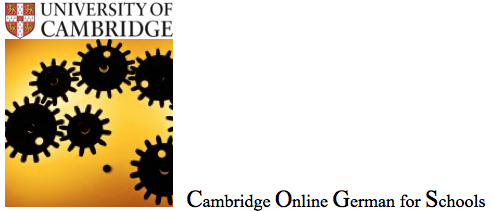 UNIVERSITY OF
CAMBRIDGE
Cambridge Online German for Schools